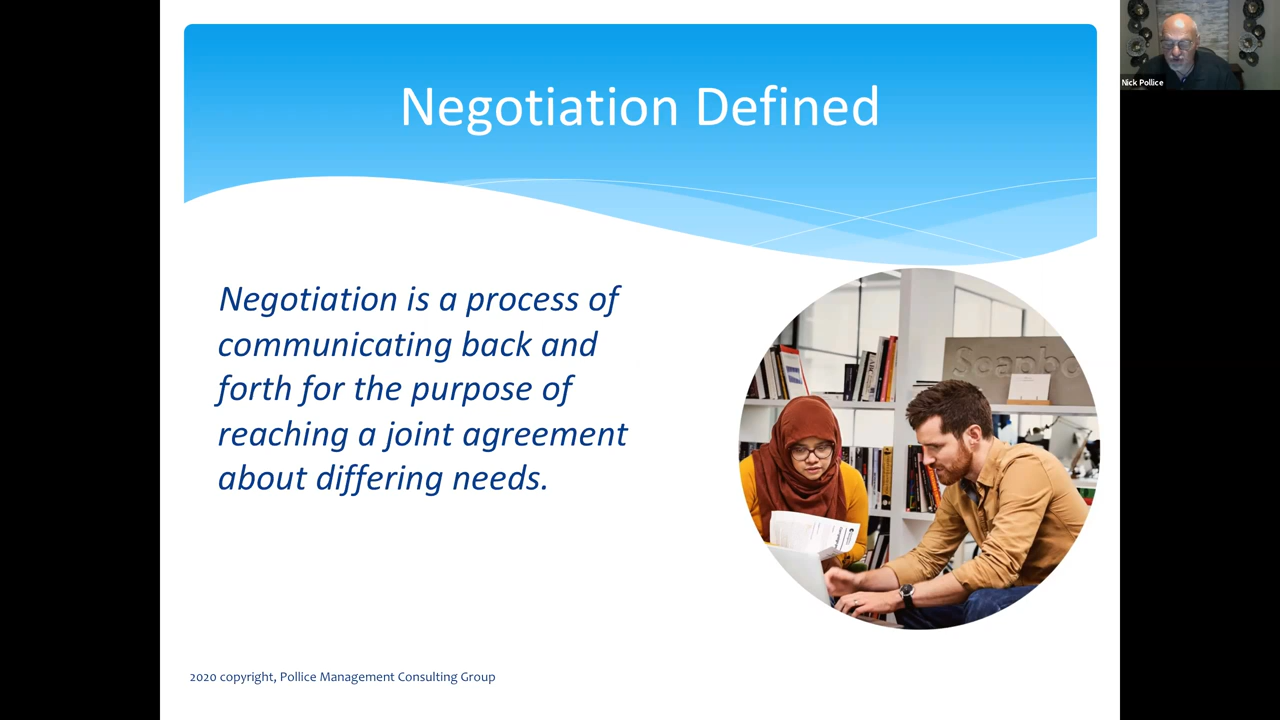 Negotiation Defined
Nick Pollice
Negotiation is a process of
communicating back and
forth for the purpose of
reaching a joint agreement
about differing needs.
Soapbo
2020 copyright, Pollice Management Consulting Group